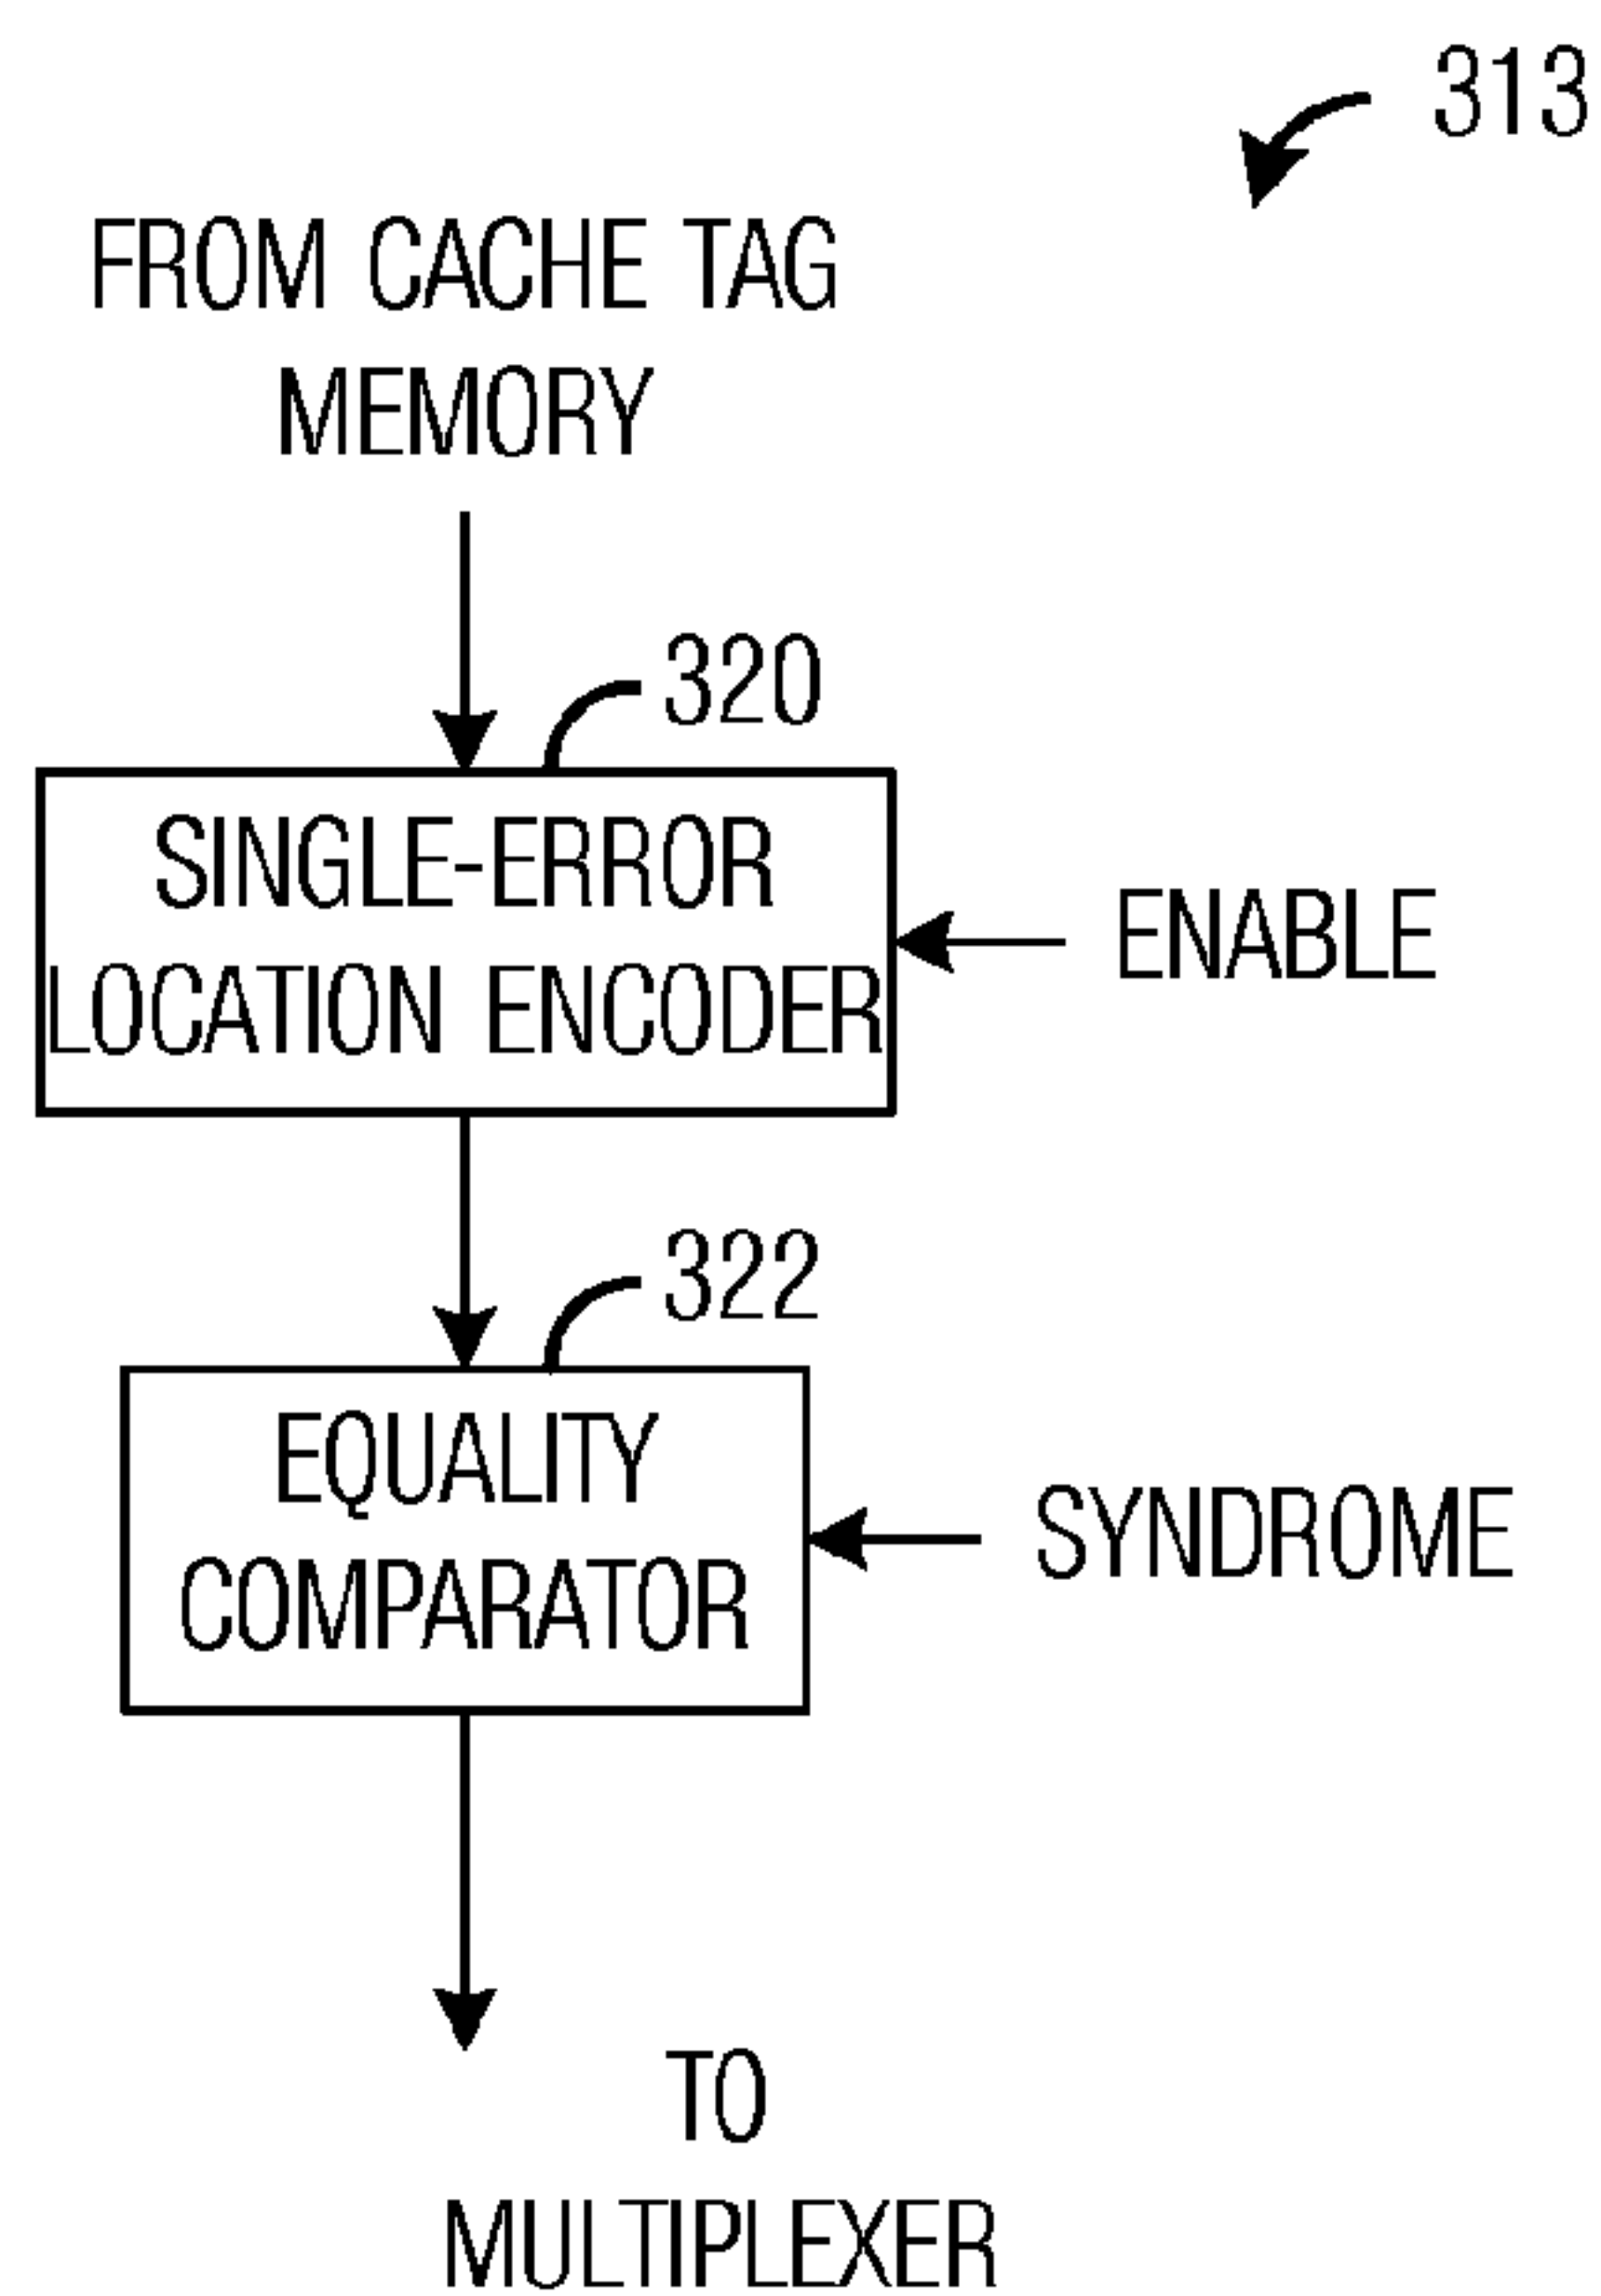 313
FROM CACHE TAG
MEMORY
320
SINGLE-ERROR
LOCATION ENCODER
ENABLE
322
EQUALITY
COMPARATOR
SYNDROME
TO
MULTIPLEXER